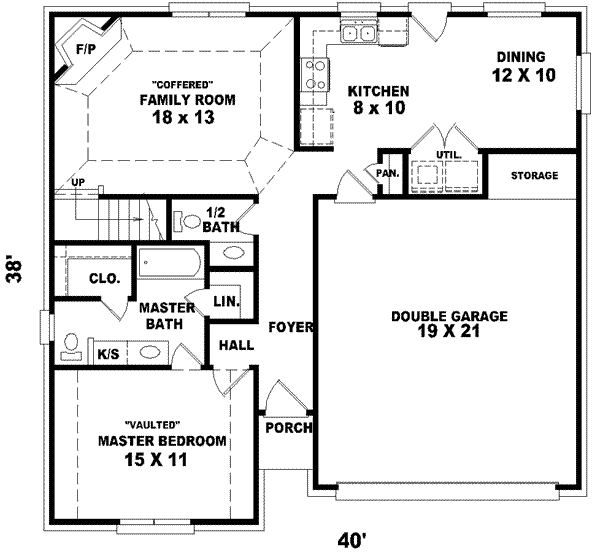 F/P
"COFFERED"
FAMILY ROOM
18 x 13
KITCHEN
8 x 10
DINING
12 X 10
UTIL.
PAN.
STORAGE
UP
1/2
BATH
38'
CLO.
MASTER
BATH
LIN.
K/S
HALL
FOYER
DOUBLE GARAGE
19 X 21
"VAULTED"
MASTER BEDROOM
15 X 11
PORCH
40'